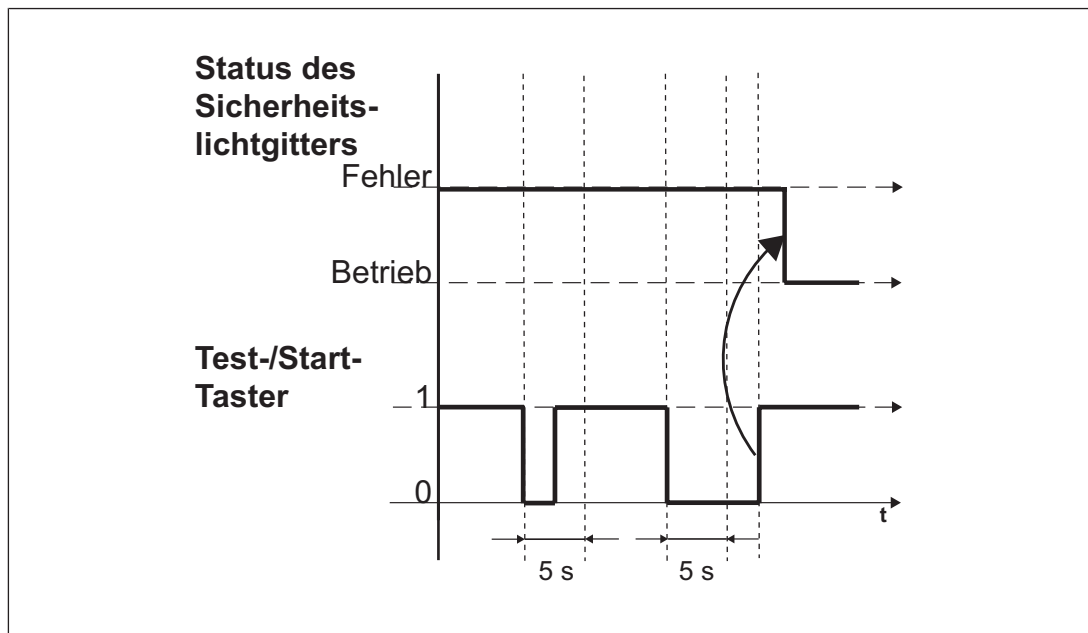 Status des
Sicherheits-
lichtgitters
Fehler
Betrieb
Test-/Start-
Taster
1
0
t
5 s
5 s